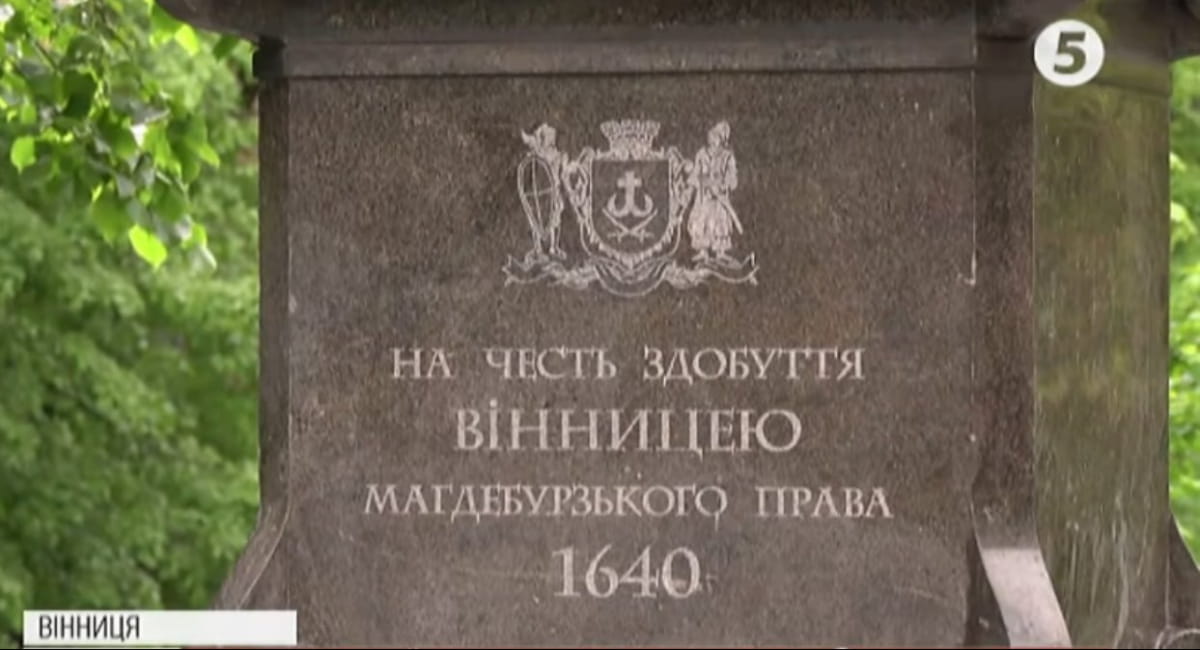 5
НА ЧЕСТЬ ЗДОБУТТЯ
ВІННИЦЕЮ
МАГДЕБУРЗЬКОГО ПРАВА
1640
ВІННИЦЯ